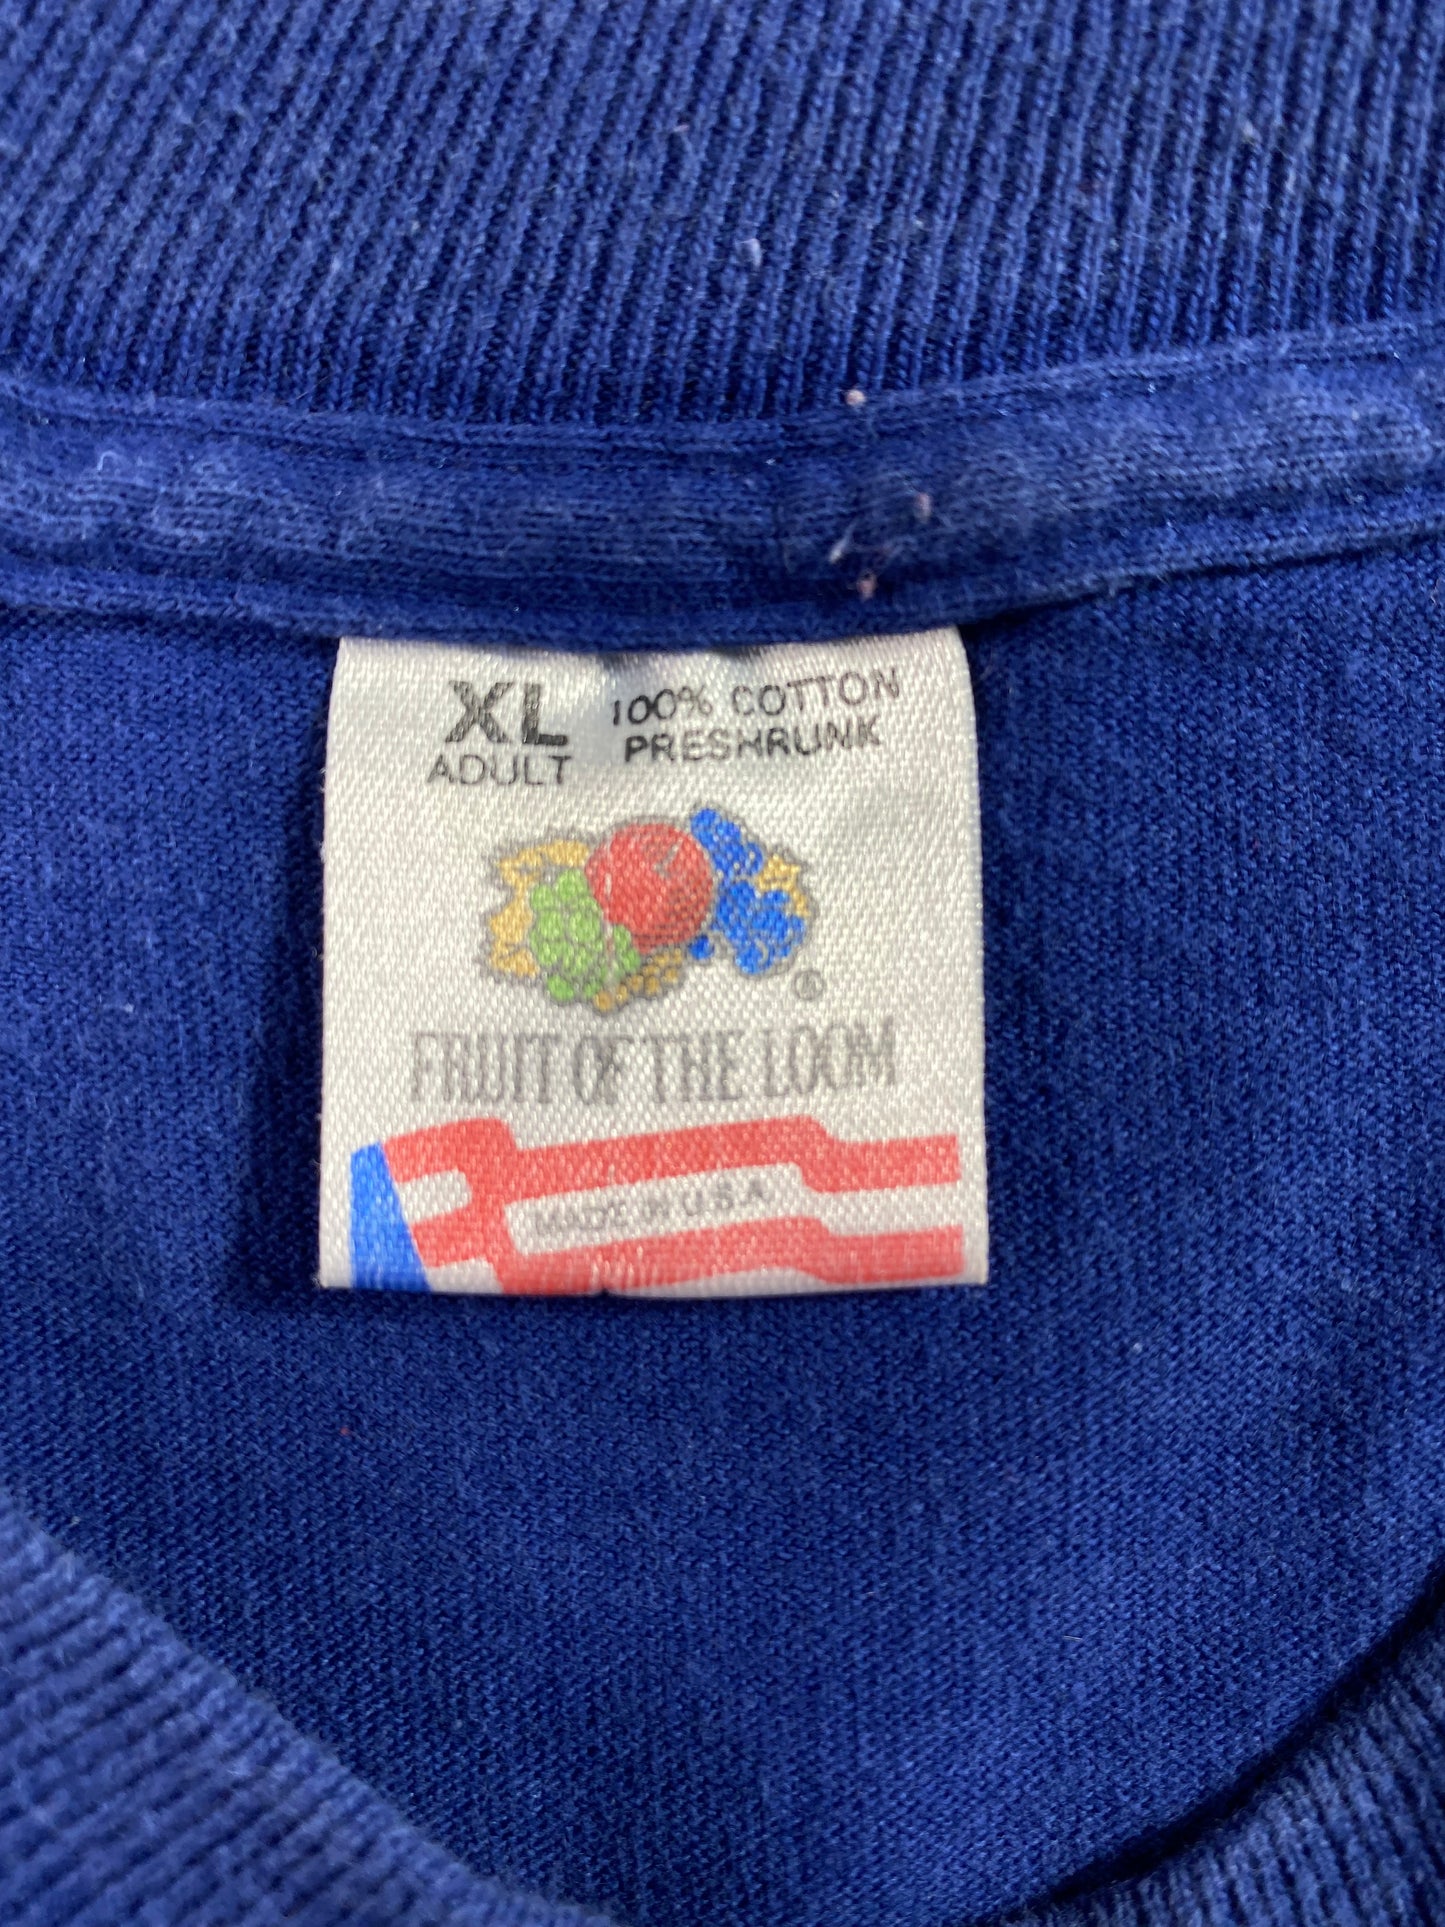 XL
ADULT
100% COTTON
PRESHRUNK
®
FRUIT OF THE LOOM
MADE IN U.S.A.